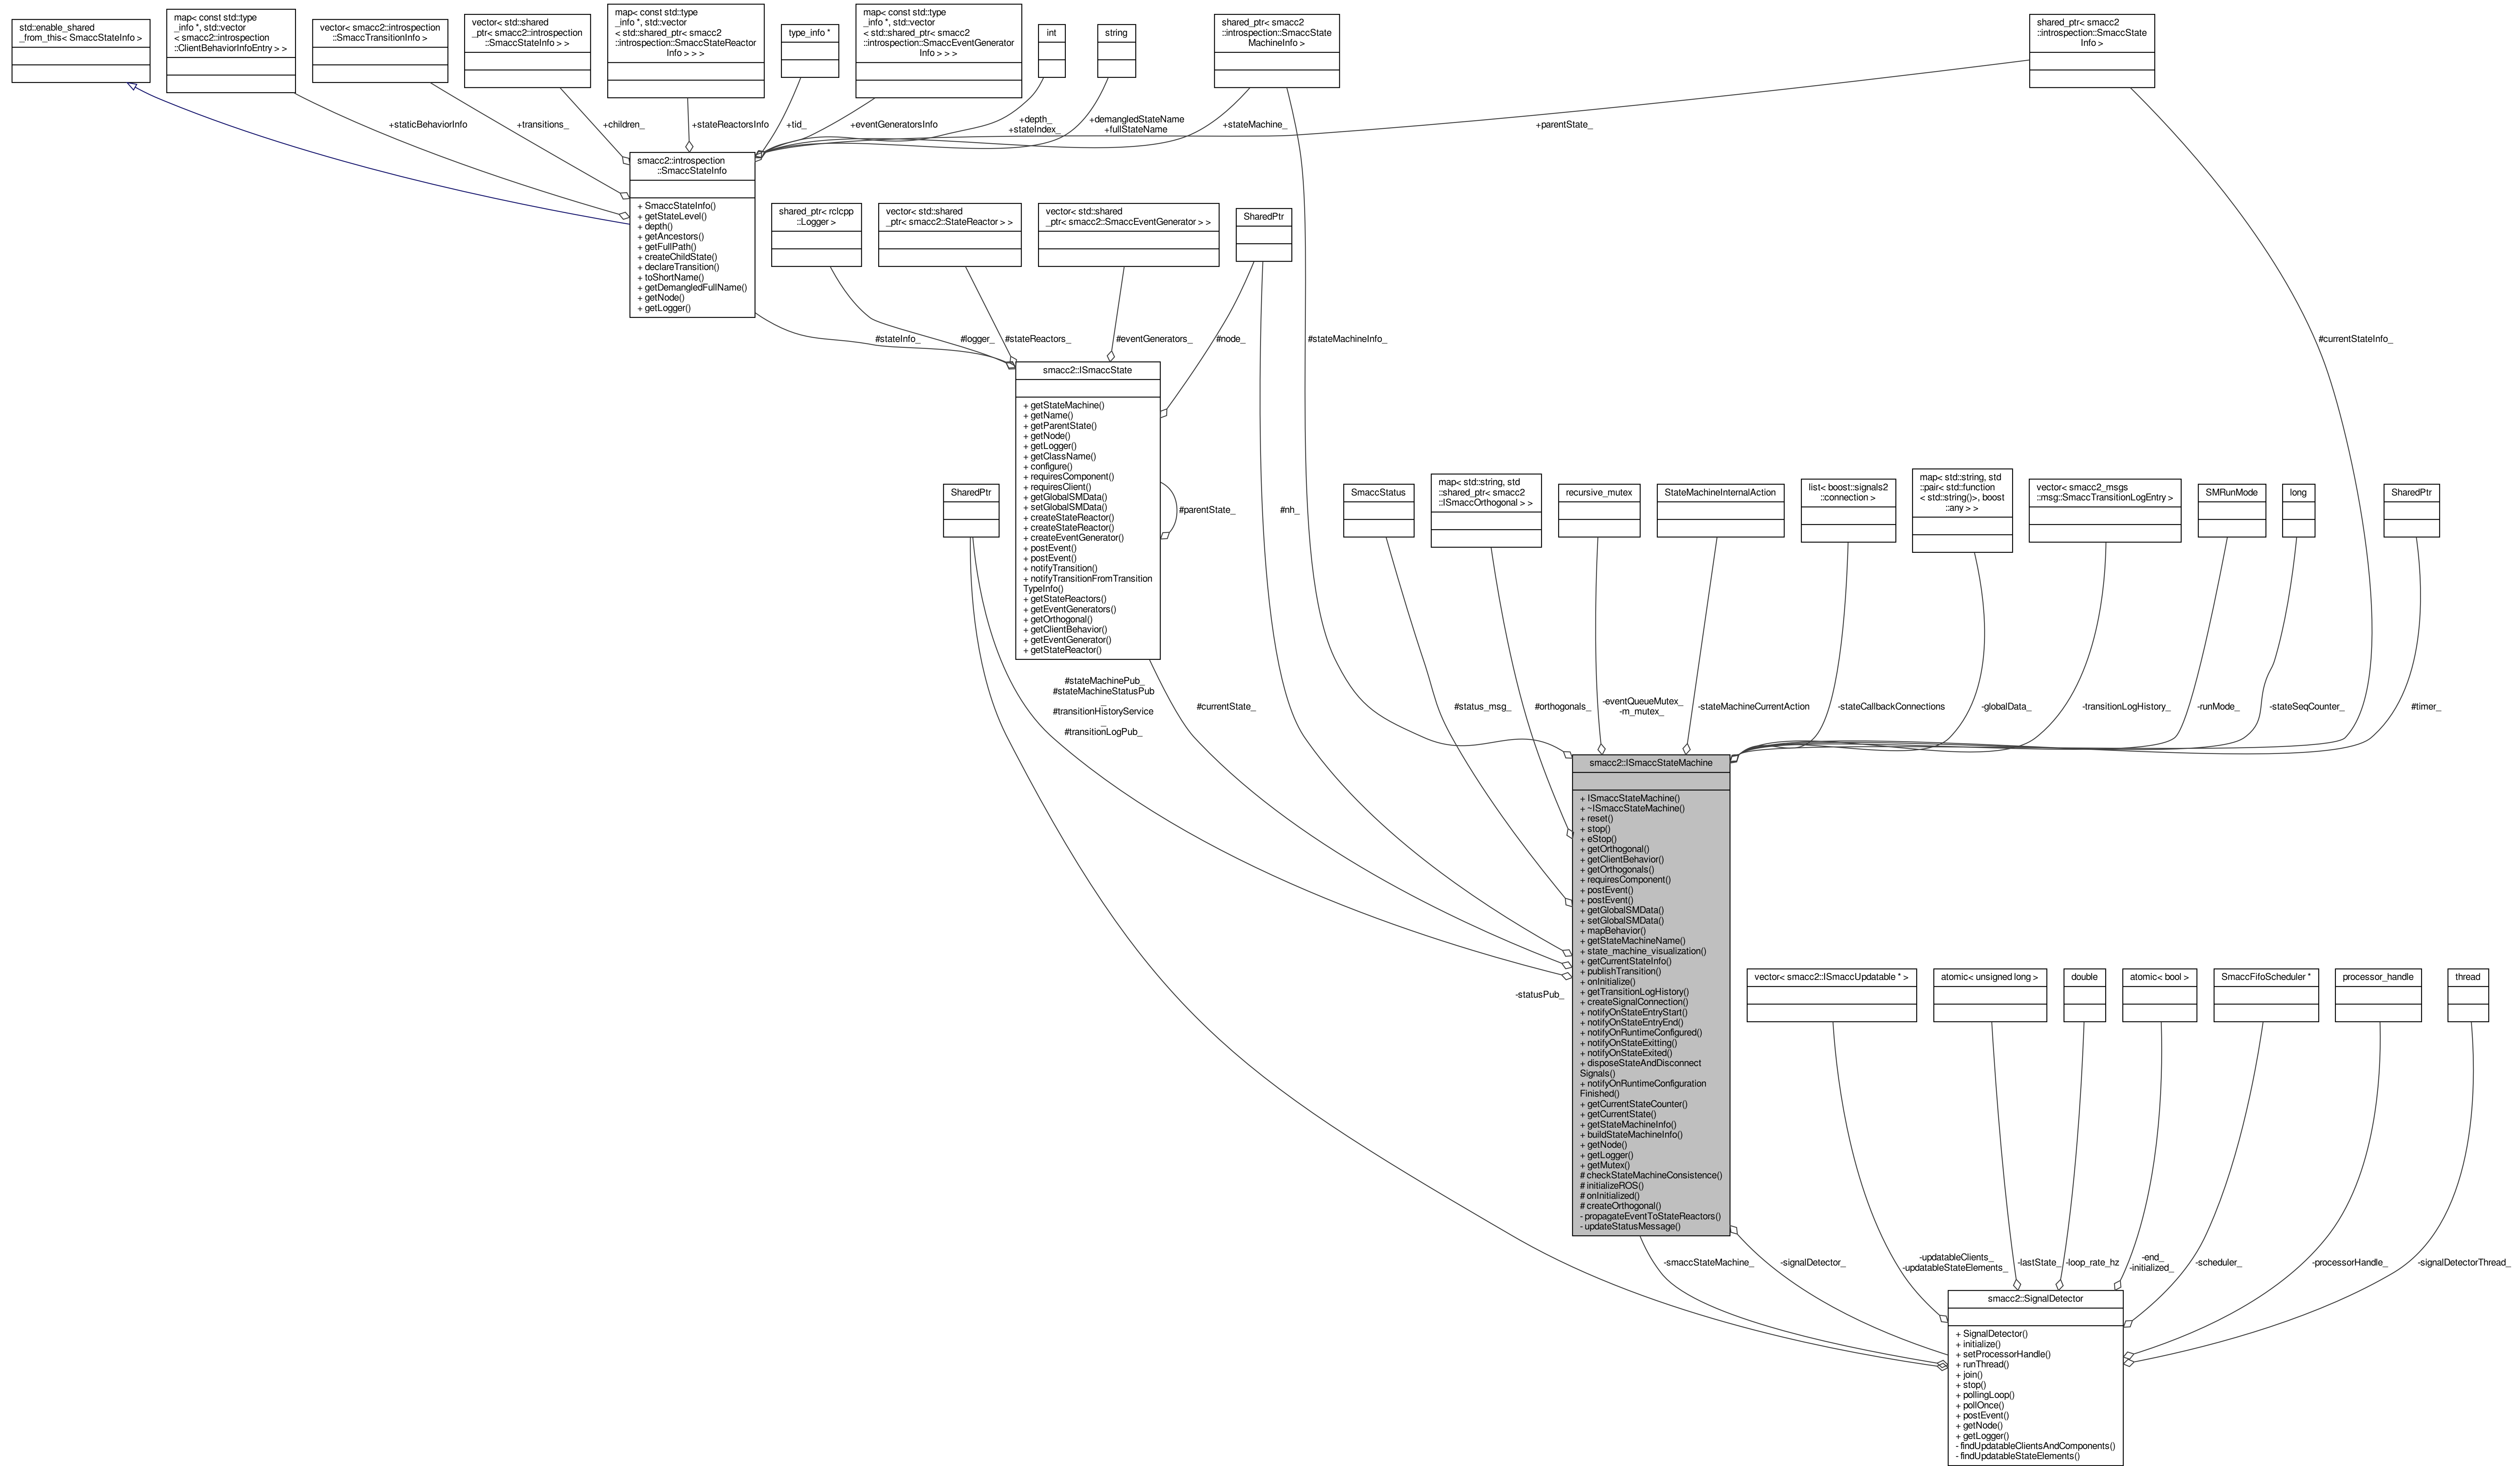 std::enable_shared
_from_this< SmaccStateInfo >
map< const std::type
_info *, std::vector
< smacc2::introspection
::ClientBehaviorInfoEntry > >
vector< smacc2::introspection
::SmaccTransitionInfo >
vector< std::shared
_ptr< smacc2::introspection
::SmaccStateInfo > >
map< const std::type
_info *, std::vector
< std::shared_ptr< smacc2
::introspection::SmaccStateReactor
Info > > >
type_info *
map< const std::type
_info *, std::vector
< std::shared_ptr< smacc2
::introspection::SmaccEventGenerator
Info > > >
int
string
shared_ptr< smacc2
::introspection::SmaccState
MachineInfo >
shared_ptr< smacc2
::introspection::SmaccState
Info >
+staticBehaviorInfo
+transitions_
+children_
+stateReactorsInfo
+tid_
+eventGeneratorsInfo
+depth_
+stateIndex_
+demangledStateName
+fullStateName
+stateMachine_
+parentState_
smacc2::introspection
::SmaccStateInfo
+ SmaccStateInfo()
+ getStateLevel()
+ depth()
+ getAncestors()
+ getFullPath()
+ createChildState()
+ declareTransition()
+ toShortName()
+ getDemangledFullName()
+ getNode()
+ getLogger()
shared_ptr< rclcpp
::Logger >
vector< std::shared
_ptr< smacc2::StateReactor > >
vector< std::shared
_ptr< smacc2::SmaccEventGenerator > >
SharedPtr
#stateInfo_
#logger_
#stateReactors_
#eventGenerators_
#node_
#stateMachineInfo_
#currentStateInfo_
smacc2::ISmaccState
+ getStateMachine()
+ getName()
+ getParentState()
+ getNode()
+ getLogger()
+ getClassName()
+ configure()
+ requiresComponent()
+ requiresClient()
+ getGlobalSMData()
+ setGlobalSMData()
+ createStateReactor()
+ createStateReactor()
+ createEventGenerator()
+ postEvent()
+ postEvent()
+ notifyTransition()
+ notifyTransitionFromTransition
TypeInfo()
+ getStateReactors()
+ getEventGenerators()
+ getOrthogonal()
+ getClientBehavior()
+ getEventGenerator()
+ getStateReactor()
#parentState_
#nh_
SharedPtr
SmaccStatus
map< std::string, std
::shared_ptr< smacc2
::ISmaccOrthogonal > >
recursive_mutex
StateMachineInternalAction
list< boost::signals2
::connection >
map< std::string, std
::pair< std::function
< std::string()>, boost
::any > >
vector< smacc2_msgs
::msg::SmaccTransitionLogEntry >
SMRunMode
long
SharedPtr
#stateMachinePub_
#stateMachineStatusPub
_
#transitionHistoryService
_
#transitionLogPub_
#currentState_
#status_msg_
#orthogonals_
-eventQueueMutex_
-m_mutex_
-stateMachineCurrentAction
-stateCallbackConnections
-globalData_
-transitionLogHistory_
-runMode_
-stateSeqCounter_
#timer_
smacc2::ISmaccStateMachine
+ ISmaccStateMachine()
+ ~ISmaccStateMachine()
+ reset()
+ stop()
+ eStop()
+ getOrthogonal()
+ getClientBehavior()
+ getOrthogonals()
+ requiresComponent()
+ postEvent()
+ postEvent()
+ getGlobalSMData()
+ setGlobalSMData()
+ mapBehavior()
+ getStateMachineName()
+ state_machine_visualization()
+ getCurrentStateInfo()
+ publishTransition()
+ onInitialize()
+ getTransitionLogHistory()
+ createSignalConnection()
+ notifyOnStateEntryStart()
+ notifyOnStateEntryEnd()
+ notifyOnRuntimeConfigured()
+ notifyOnStateExitting()
+ notifyOnStateExited()
+ disposeStateAndDisconnect
Signals()
+ notifyOnRuntimeConfiguration
Finished()
+ getCurrentStateCounter()
+ getCurrentState()
+ getStateMachineInfo()
+ buildStateMachineInfo()
+ getNode()
+ getLogger()
+ getMutex()
# checkStateMachineConsistence()
# initializeROS()
# onInitialized()
# createOrthogonal()
- propagateEventToStateReactors()
- updateStatusMessage()
-statusPub_
vector< smacc2::ISmaccUpdatable * >
atomic< unsigned long >
double
atomic< bool >
SmaccFifoScheduler *
processor_handle
thread
-smaccStateMachine_
-signalDetector_
-updatableClients_
-updatableStateElements_
-lastState_
-loop_rate_hz
-end_
-initialized_
-scheduler_
-processorHandle_
-signalDetectorThread_
smacc2::SignalDetector
+ SignalDetector()
+ initialize()
+ setProcessorHandle()
+ runThread()
+ join()
+ stop()
+ pollingLoop()
+ pollOnce()
+ postEvent()
+ getNode()
+ getLogger()
- findUpdatableClientsAndComponents()
- findUpdatableStateElements()